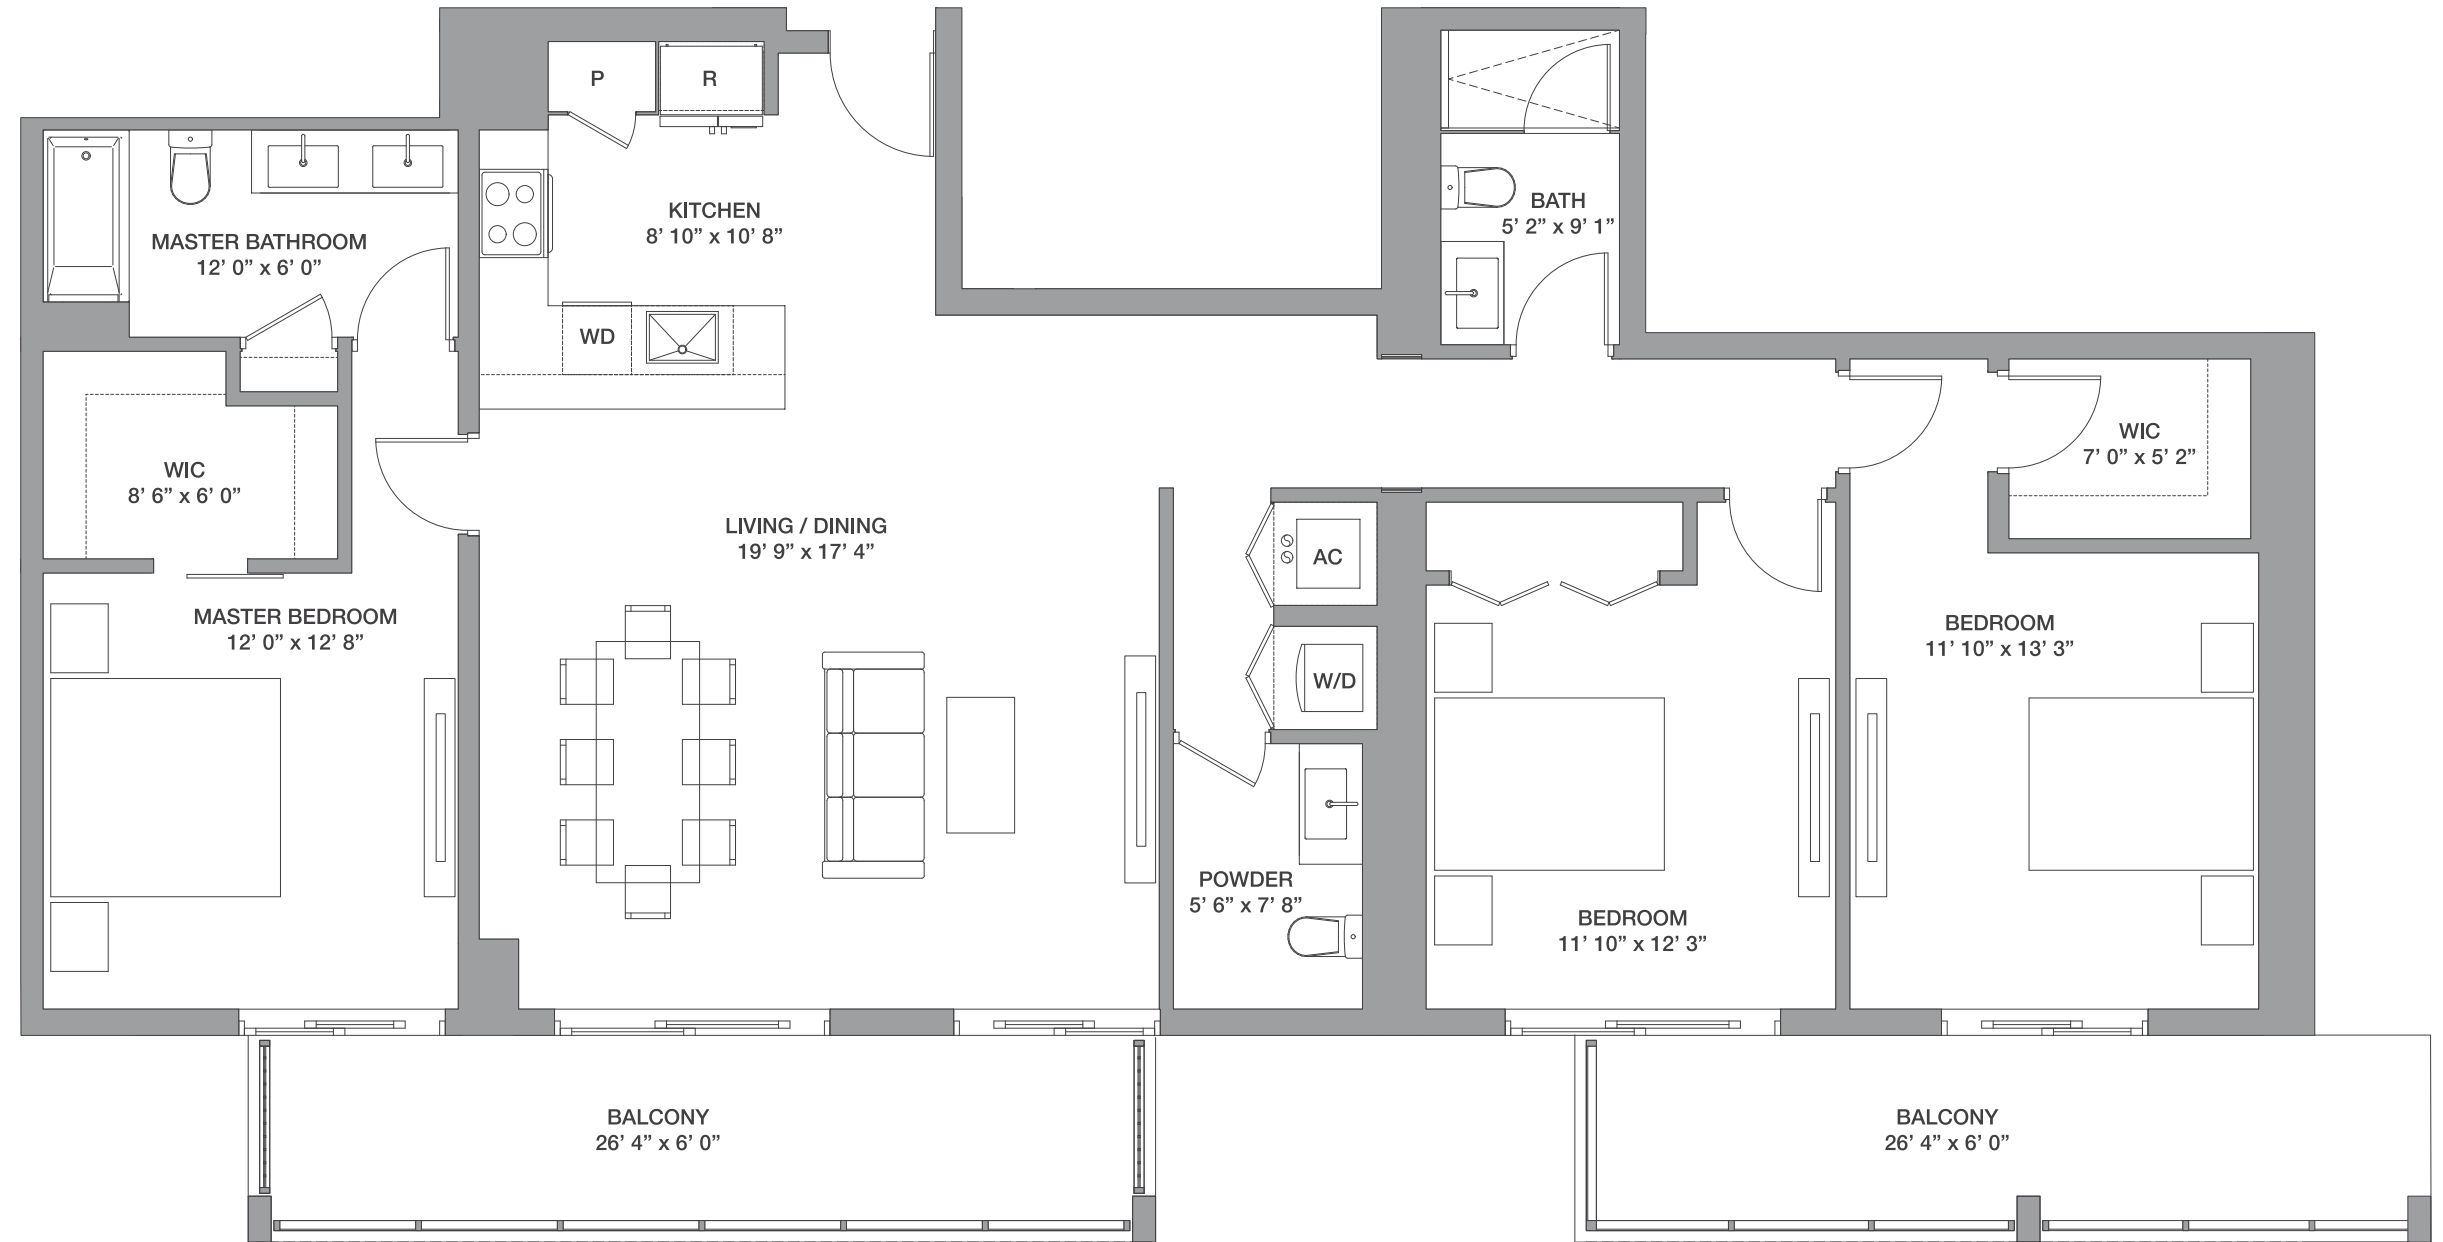 P
R
KITCHEN
8’ 10” x 10’ 8”
BATH
5’ 2” x 9’ 1”
MASTER BATHROOM
12’ 0” x 6’ 0”
WD
WIC
8’ 6” x 6’ 0”
WIC
7’ 0” x 5’ 2”
LIVING / DINING
19’ 9” x 17’ 4”
AC
MASTER BEDROOM
12’ 0” x 12’ 8”
BEDROOM
11’ 10” x 13’ 3”
W/D
POWDER
5’ 6” x 7’ 8”
BEDROOM
11’ 10” x 12’ 3”
BALCONY
26’ 4” x 6’ 0”
BALCONY
26’ 4” x 6’ 0”